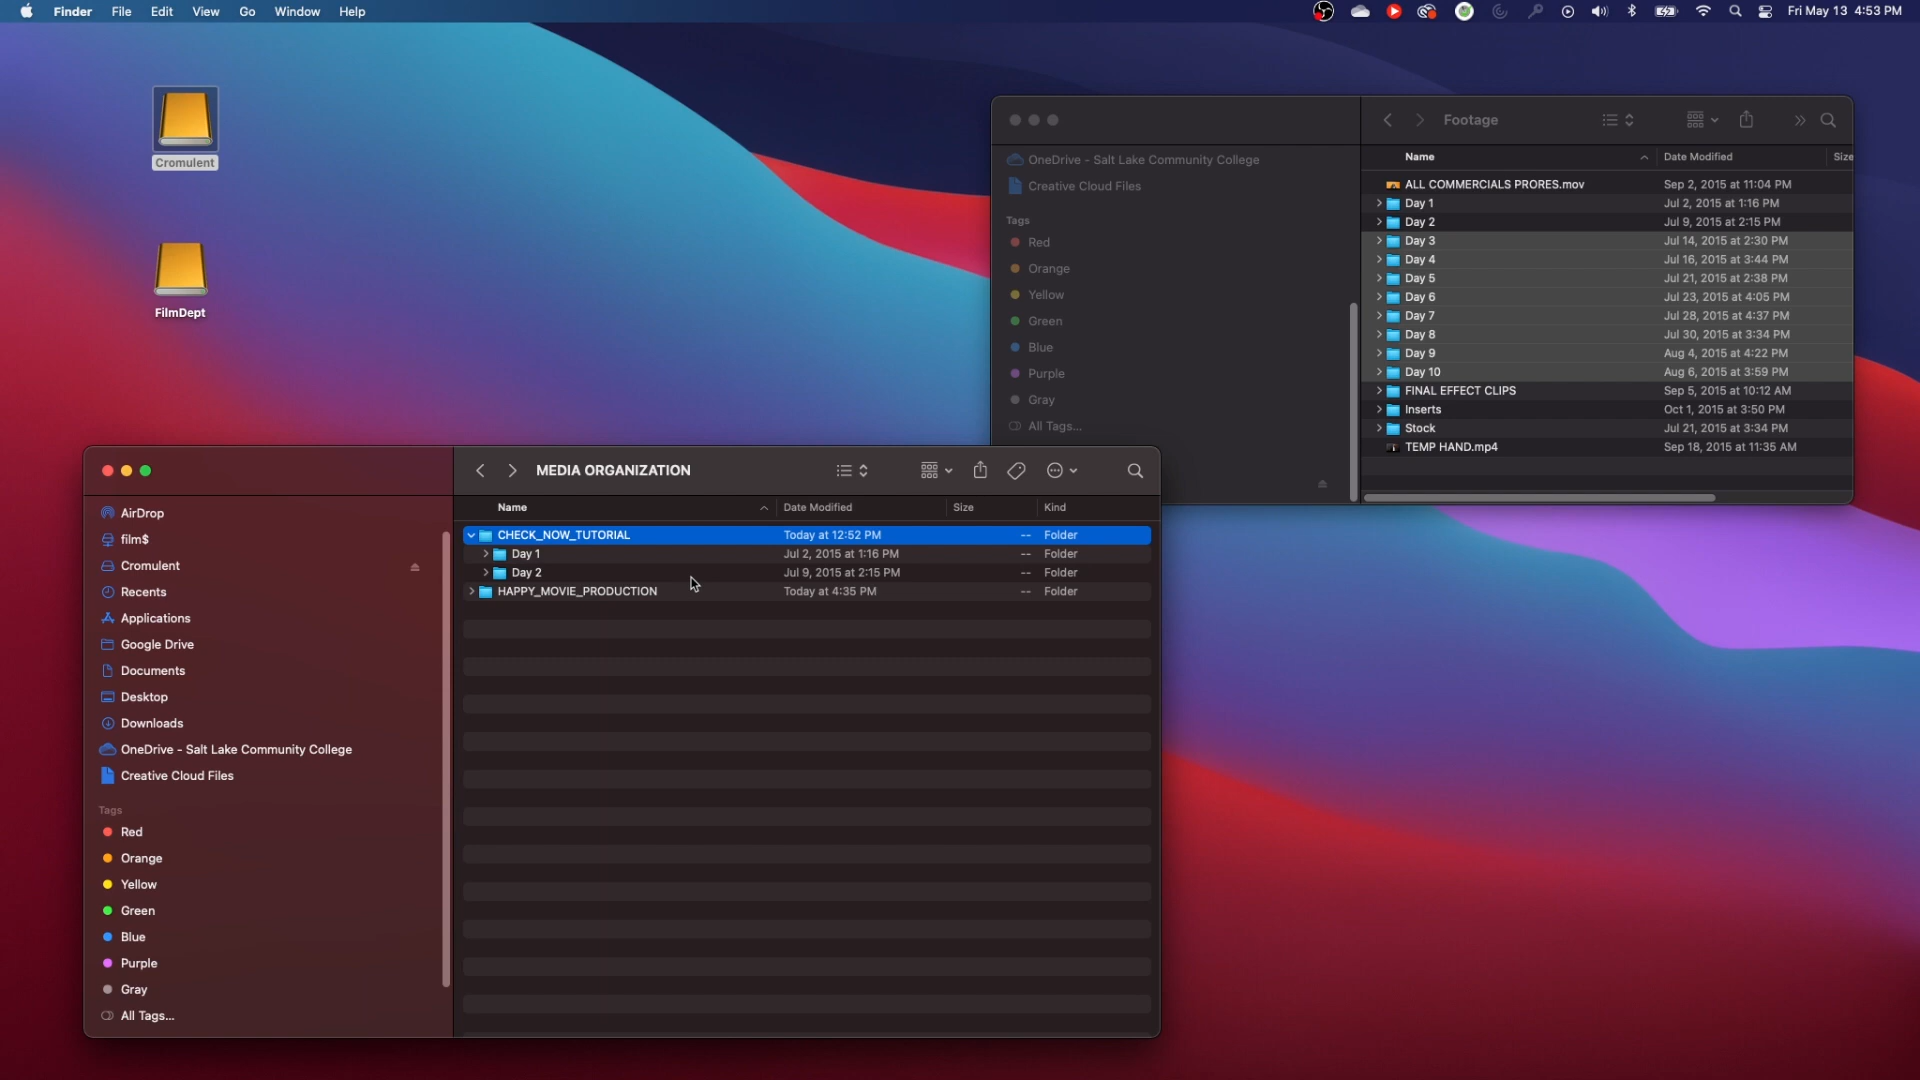 Finder File Edit View Go Window Help Fri May 13 4:53 PM
Cromulent
FilmDept
Footage
OneDrive - Salt Lake Community College
Creative Cloud Files
Tags
Red
Orange
Yellow
Green
Blue
Purple
Gray
All Tags...
Name Date Modified Size
ALL COMMERCIALS PRORES.mov Sep 2, 2015 at 11:04 PM
Day 1 Jul 2, 2015 at 1:16 PM
Day 2 Jul 9, 2015 at 2:15 PM
Day 3 Jul 14, 2015 at 2:30 PM
Day 4 Jul 16, 2015 at 3:44 PM
Day 5 Jul 21, 2015 at 2:38 PM
Day 6 Jul 23, 2015 at 4:05 PM
Day 7 Jul 28, 2015 at 4:37 PM
Day 8 Jul 30, 2015 at 3:34 PM
Day 9 Aug 4, 2015 at 4:22 PM
Day 10 Aug 6, 2015 at 3:59 PM
FINAL EFFECT CLIPS Sep 5, 2015 at 10:12 AM
Inserts Oct 1, 2015 at 3:50 PM
Stock Jul 21, 2015 at 3:34 PM
TEMP HAND.mp4 Sep 18, 2015 at 11:35 AM
MEDIA ORGANIZATION
AirDrop
film$
Cromulent
Recents
Applications
Google Drive
Documents
Desktop
Downloads
OneDrive - Salt Lake Community College
Creative Cloud Files
Tags
Red
Orange
Yellow
Green
Blue
Purple
Gray
All Tags...
Name Date Modified Size Kind
CHECK_NOW_TUTORIAL Today at 12:52 PM -- Folder
Day 1 Jul 2, 2015 at 1:16 PM -- Folder
Day 2 Jul 9, 2015 at 2:15 PM -- Folder
HAPPY_MOVIE_PRODUCTION Today at 4:35 PM -- Folder